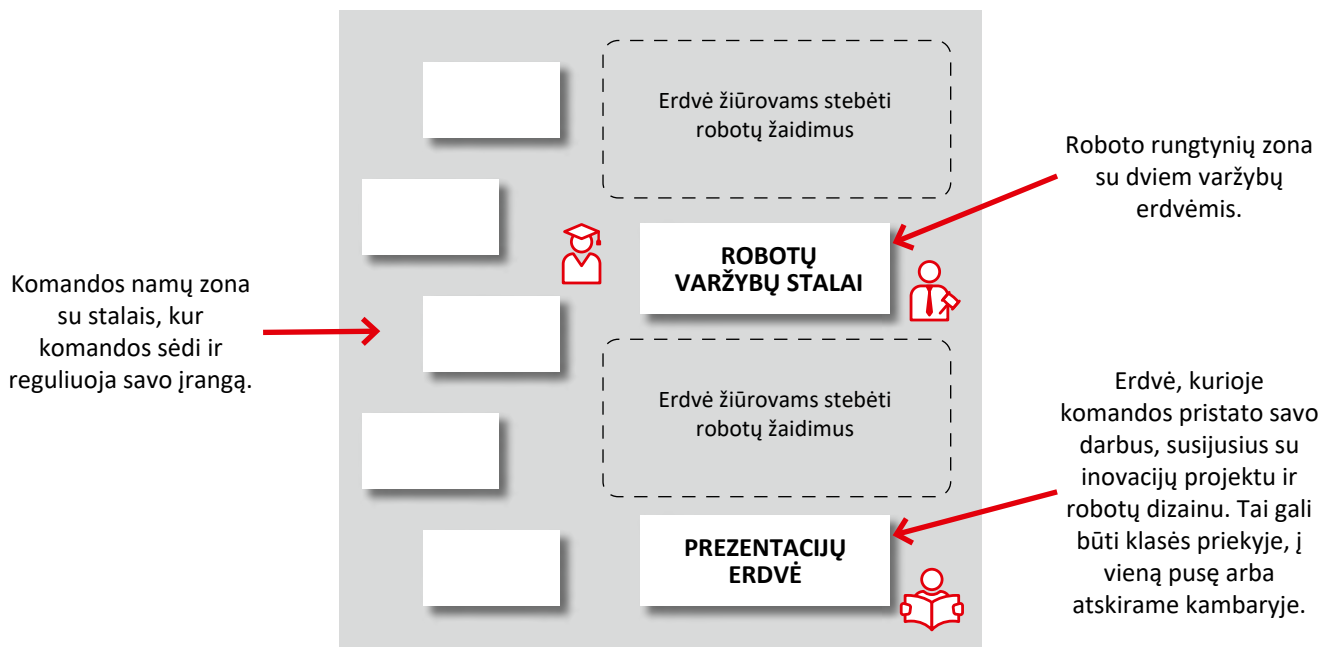 Komandos namų zona
su stalais, kur
komandos sėdi ir
reguliuoja savo įrangą.
Erdvė žiūrovams stebėti
robotų žaidimus
ROBOTŲ
VARŽYBŲ STALAI
Erdvė žiūrovams stebėti
robotų žaidimus
PREZENTACIJŲ
ERDVĖ
Roboto rungtynių zona
su dviem varžybų
erdvėmis.
Erdvė, kurioje
komandos pristato savo
darbus, susijusius su
inovacijų projektu ir
robotų dizainu. Tai gali
būti klasės priekyje, į
vieną pusę arba
atskirame kambaryje.